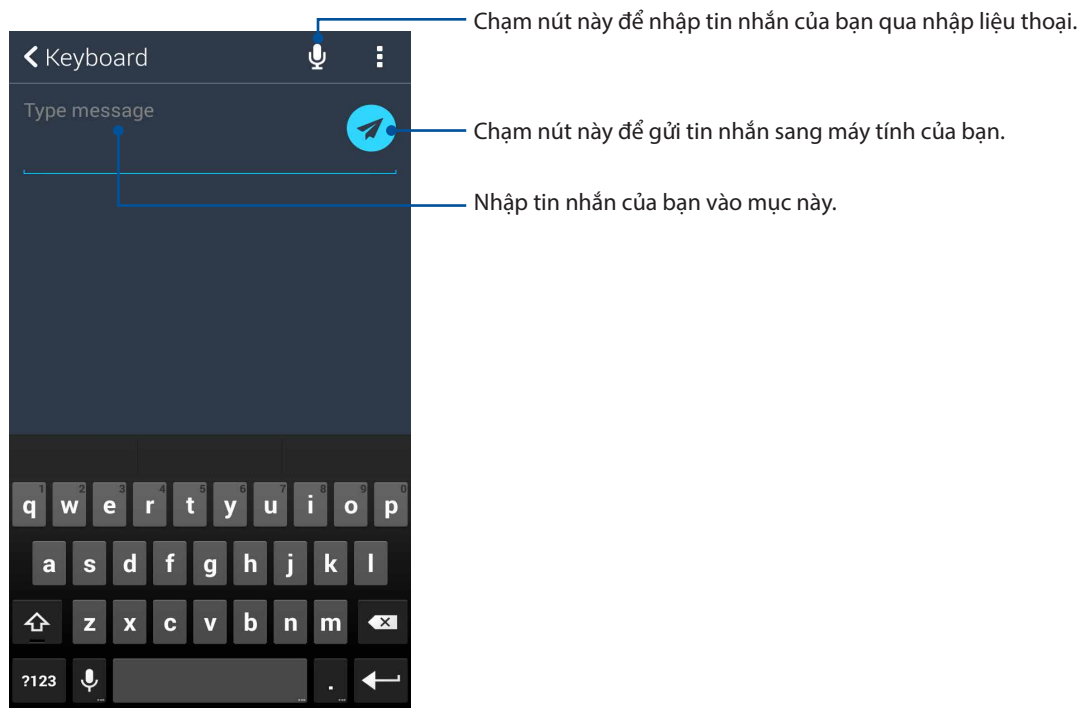 Chạm nút này để nhập tin nhắn của bạn qua nhập liệu thoại.
Keyboard
Type message
Chạm nút này để gửi tin nhắn sang máy tính của bạn.
Nhập tin nhắn của bạn vào mục này.
1 2 3 4 5 6 7 8 9 0
q w e r t y u i o p
a s d f g h j k l
z x c v b n m
?123 ... . ... ...